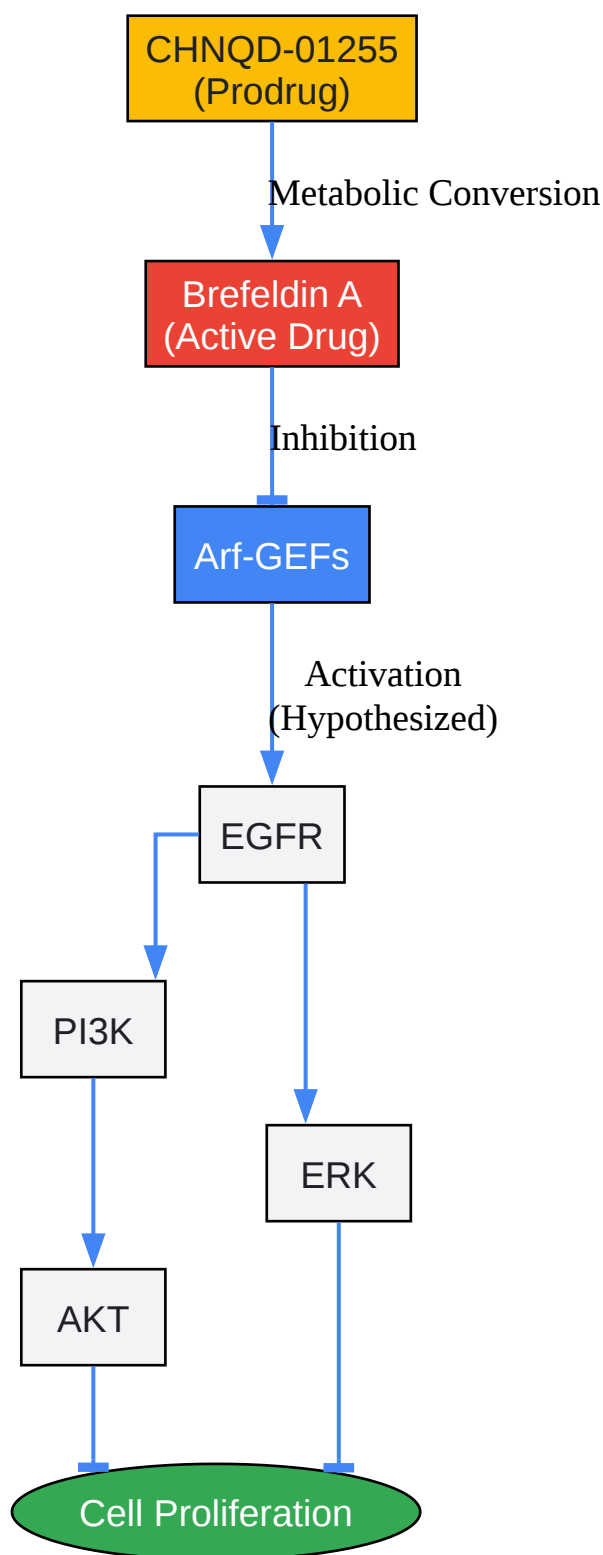 CHNQD-01255
(Prodrug)
Metabolic Conversion
Brefeldin A
(Active Drug)
Inhibition
Arf-GEFs
Activation
(Hypothesized)
EGFR
PI3K
ERK
AKT
Cell Proliferation